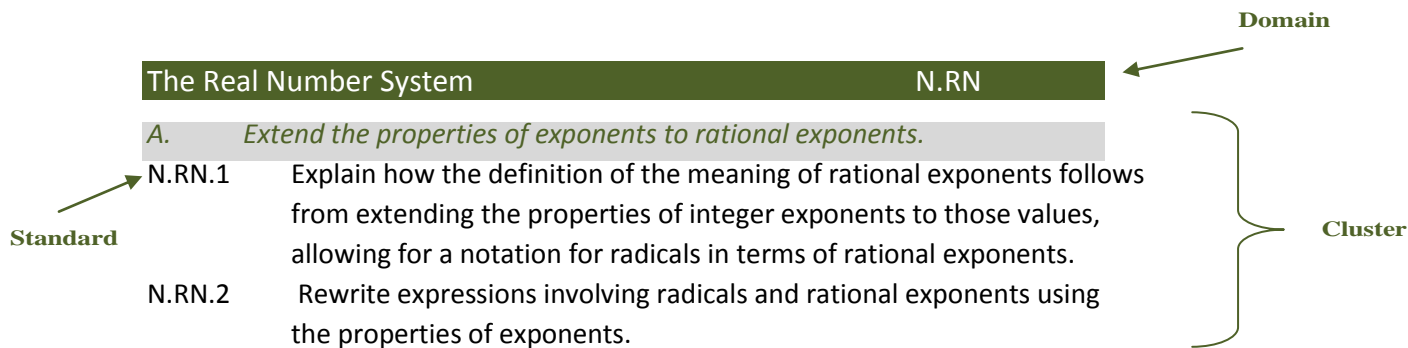 Domain
The Real Number System N.RN
A. Extend the properties of exponents to rational exponents.
N.RN.1 Explain how the definition of the meaning of rational exponents follows
from extending the properties of integer exponents to those values,
Standard
Cluster
allowing for a notation for radicals in terms of rational exponents.
N.RN.2 Rewrite expressions involving radicals and rational exponents using
the properties of exponents.